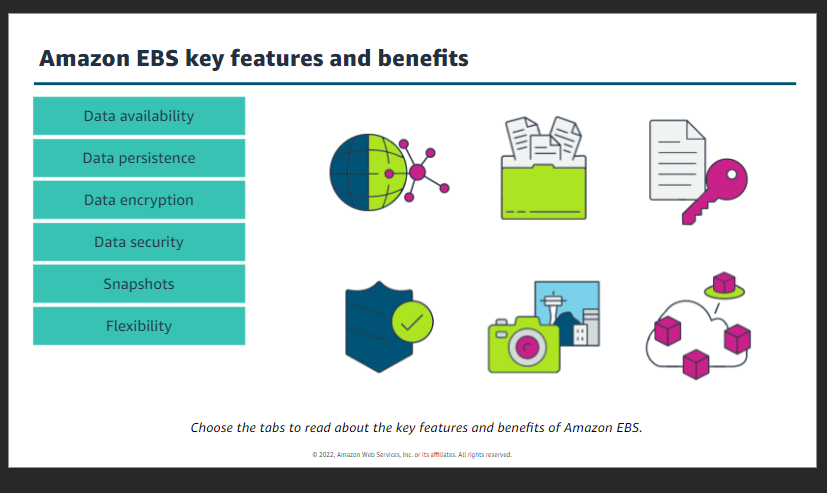 Amazon EBS key features and benefits
Data availability
Data persistence
Data encryption
Data security
Snapshots
Flexibility
Choose the tabs to read about the key features and benefits of Amazon EBS.
© 2022, Amazon Web Services, Inc. or its affiliates. All rights reserved.